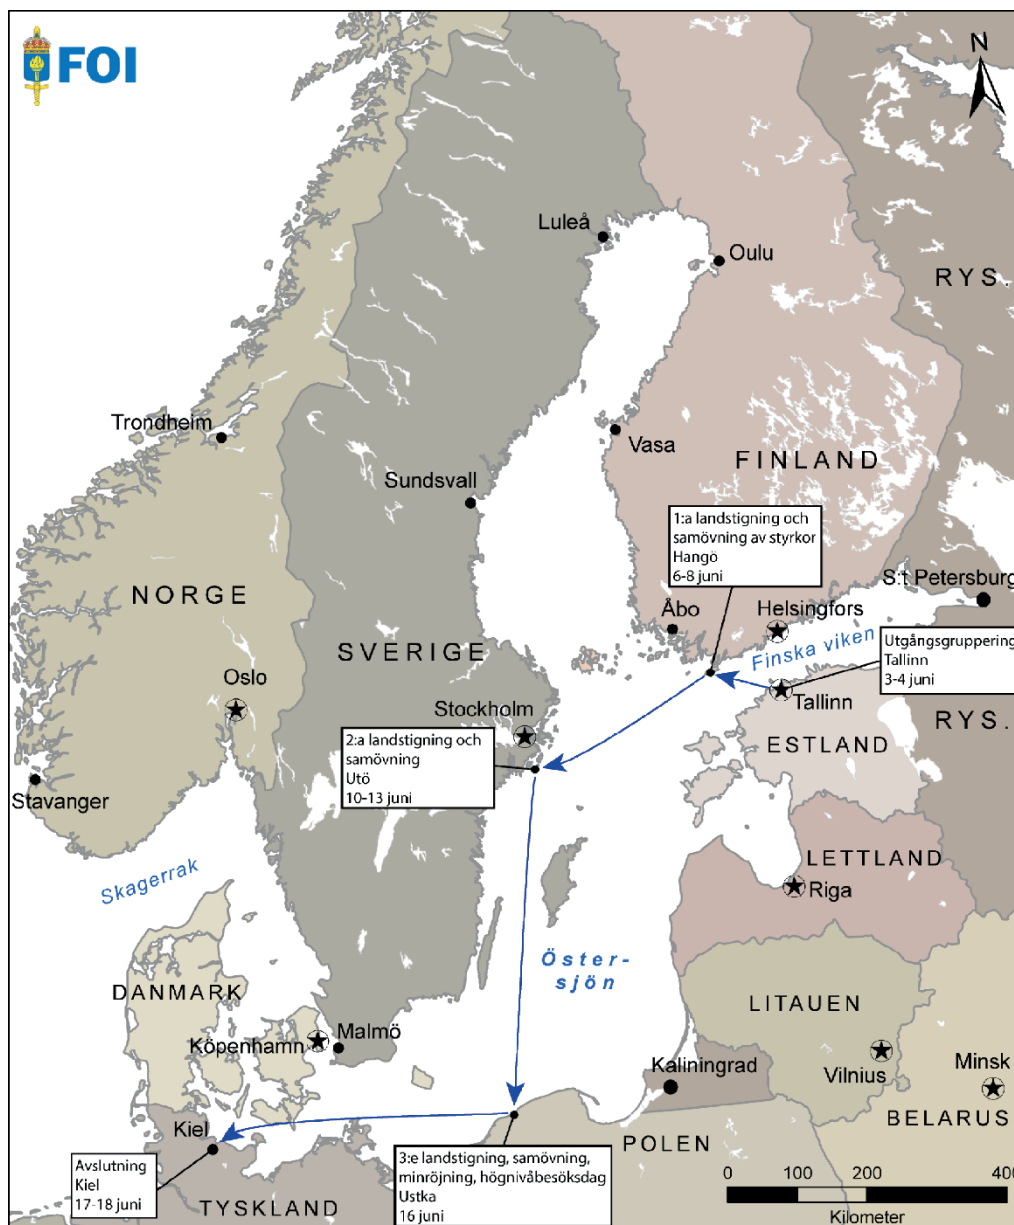 FOI
N
Luleå
Oulu
RYS.
Trondheim
Vasa
FINLAND
Sundsvall
1:a landstigning och
samövning av styrkor
Hangö
6-8 juni
S:t Petersburg
NORGE
Åbo
Helsingfors
SVERIGE
Finska viken
Utgångsgruppering
Tallinn
3-4 juni
Oslo
Tallinn
Stockholm
RYS.
2:a landstigning och
samövning
Utö
10-13 juni
ESTLAND
Stavanger
LETTLAND
Skagerrak
Riga
Öster-
sjön
DANMARK
LITAUEN
Malmö
Köpenhamn
Kaliningrad
Vilnius
Minsk
BELARUS
Kiel
POLEN
Avslutning
Kiel
17-18 juni
3:e landstigning, samövning,
minröjning, högnivåbesöksdag
Ustka
16 juni
TYSKLAND
0 100 200 400
Kilometer